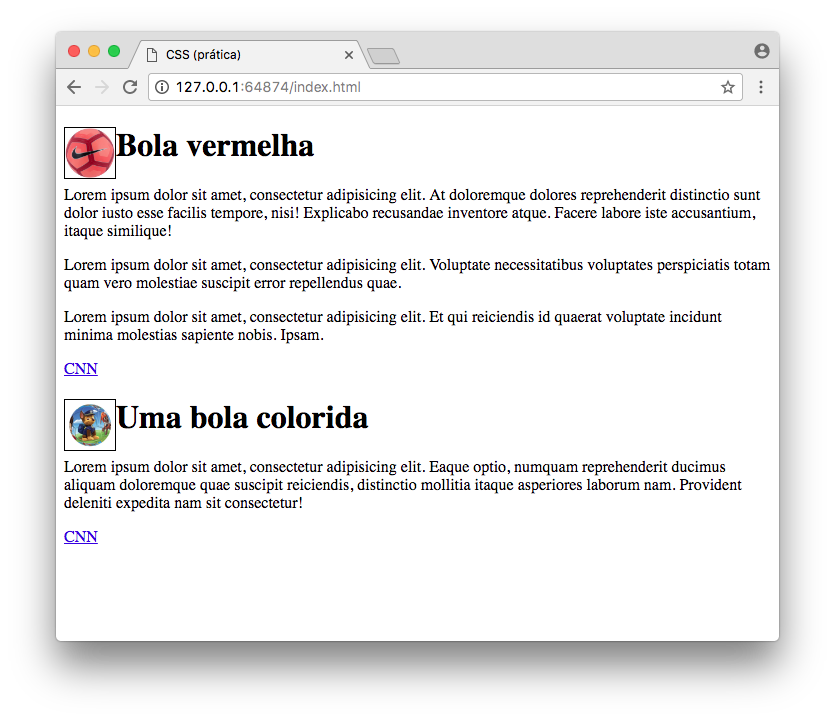 CSS (prática)
127.0.0.1:64874/index.html
Bola vermelha
Lorem ipsum dolor sit amet, consectetur adipisicing elit. At doloremque dolores reprehenderit distinctio sunt
dolor iusto esse facilis tempore, nisi! Explicabo recusandae inventore atque. Facere labore iste accusantium,
itaque similique!
Lorem ipsum dolor sit amet, consectetur adipisicing elit. Voluptate necessitatibus voluptates perspiciatis totam
quam vero molestiae suscipit error repellendus quae.
Lorem ipsum dolor sit amet, consectetur adipisicing elit. Et qui reiciendis id quaerat voluptate incidunt
minima molestias sapiente nobis. Ipsam.
CNN
Uma bola colorida
Lorem ipsum dolor sit amet, consectetur adipisicing elit. Eaque optio, numquam reprehenderit ducimus
aliquam doloremque quae suscipit reiciendis, distinctio mollitia itaque asperiores laborum nam. Provident
deleniti expedita nam sit consectetur!
CNN